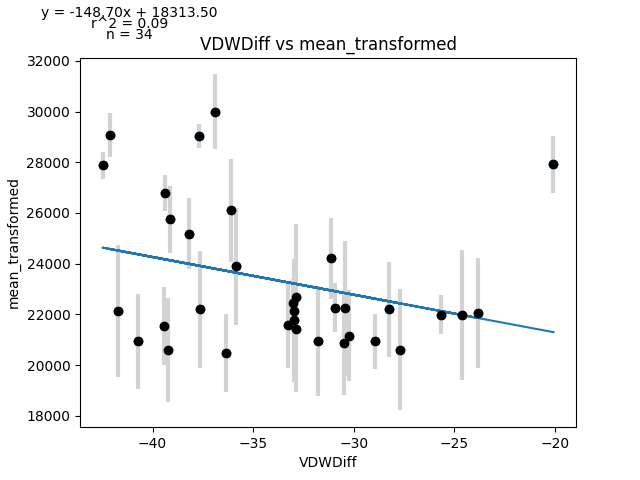 y = -148.70x + 18313.50
r^2 = 0.09
n = 34
VDWDiff vs mean_transformed
32000
30000
28000
26000
24000
22000
20000
18000
mean_transformed
−40
−35
−30
−25
−20
VDWDiff